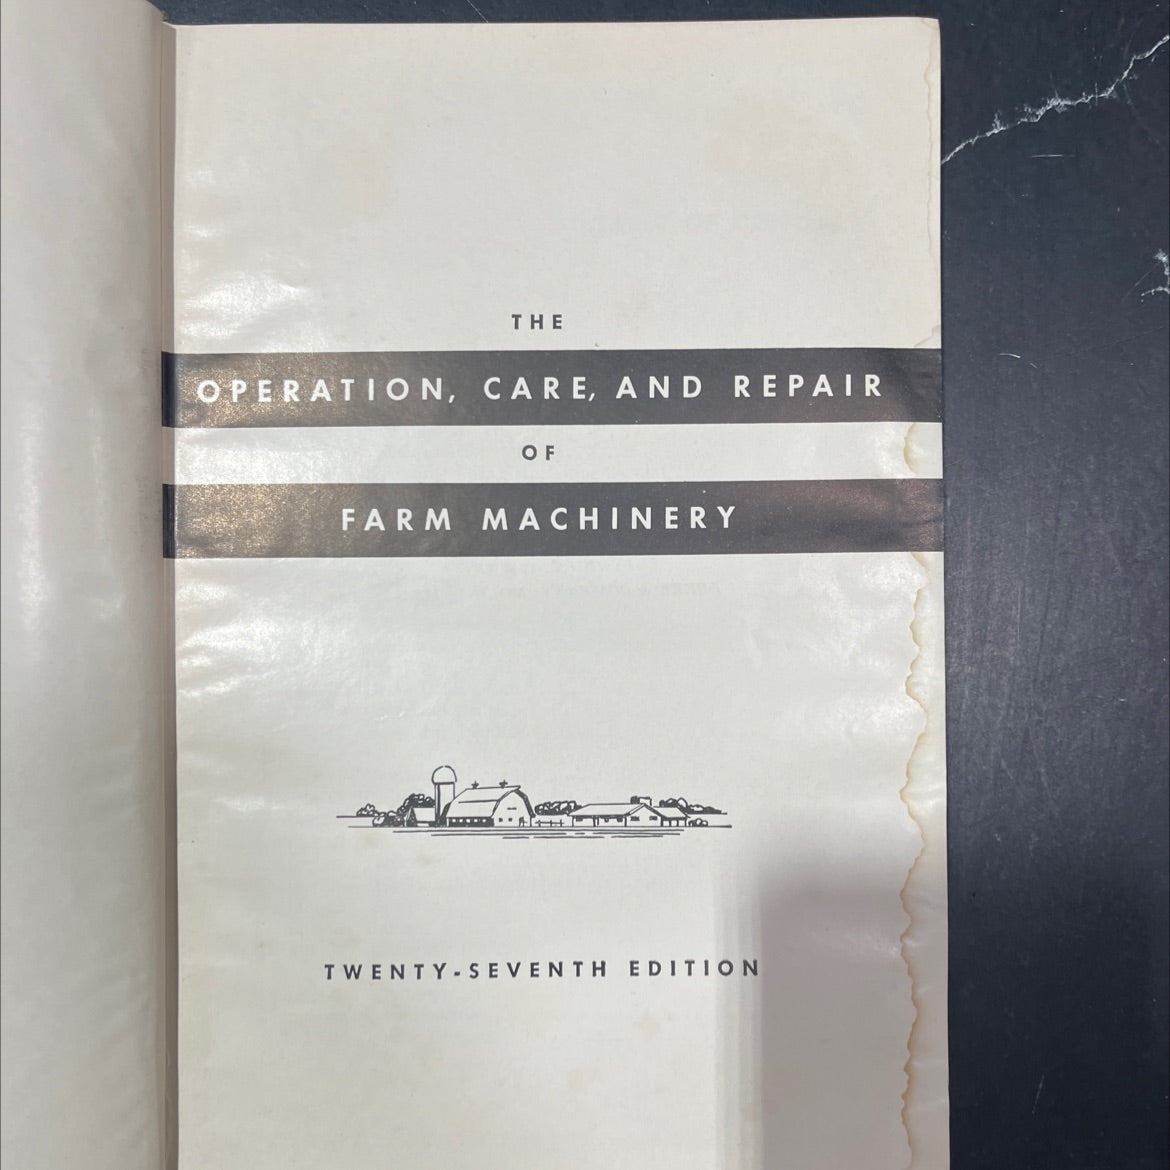 THE
OPERATION, CARE, AND REPAIR
OF
FARM MACHINERY
TWENTY-SEVENTH EDITION